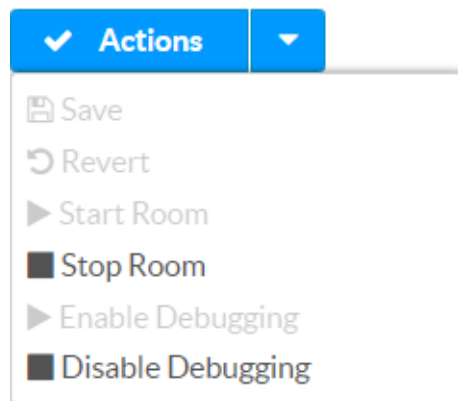 Actions
Save
Revert
Start Room
Stop Room
Enable Debugging
Disable Debugging